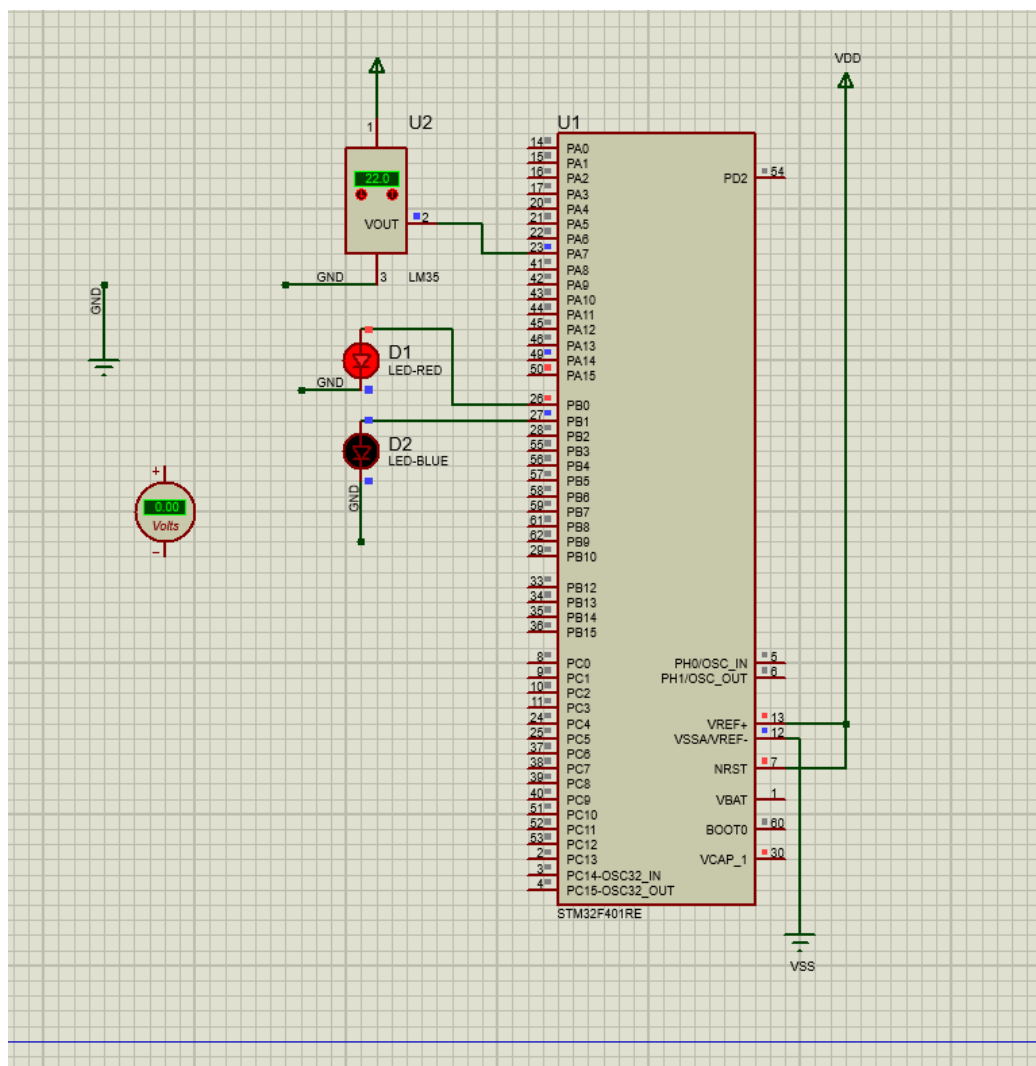 VDD
1
U2
22.0
VOUT
2
3
LM35
GND
GND
D1
LED-RED
GND
D2
LED-BLUE
GND
+
0.00
Volts
−
U1
14 PA0
15 PA1
16 PA2
17 PA3
20 PA4
21 PA5
22 PA6
23 PA7
41 PA8
42 PA9
43 PA10
44 PA11
45 PA12
46 PA13
49 PA14
50 PA15
26 PB0
27 PB1
28 PB2
55 PB3
56 PB4
57 PB5
58 PB6
59 PB7
61 PB8
62 PB9
29 PB10
33 PB12
34 PB13
35 PB14
36 PB15
8 PC0
9 PC1
10 PC2
11 PC3
24 PC4
25 PC5
37 PC6
38 PC7
39 PC8
40 PC9
51 PC10
52 PC11
53 PC12
2 PC13
3 PC14-OSC32_IN
4 PC15-OSC32_OUT
PD2 54
PH0/OSC_IN 5
PH1/OSC_OUT 6
VREF+ 13
VSSA/VREF- 12
NRST 7
VBAT 1
BOOT0 60
VCAP_1 30
STM32F401RE
VSS